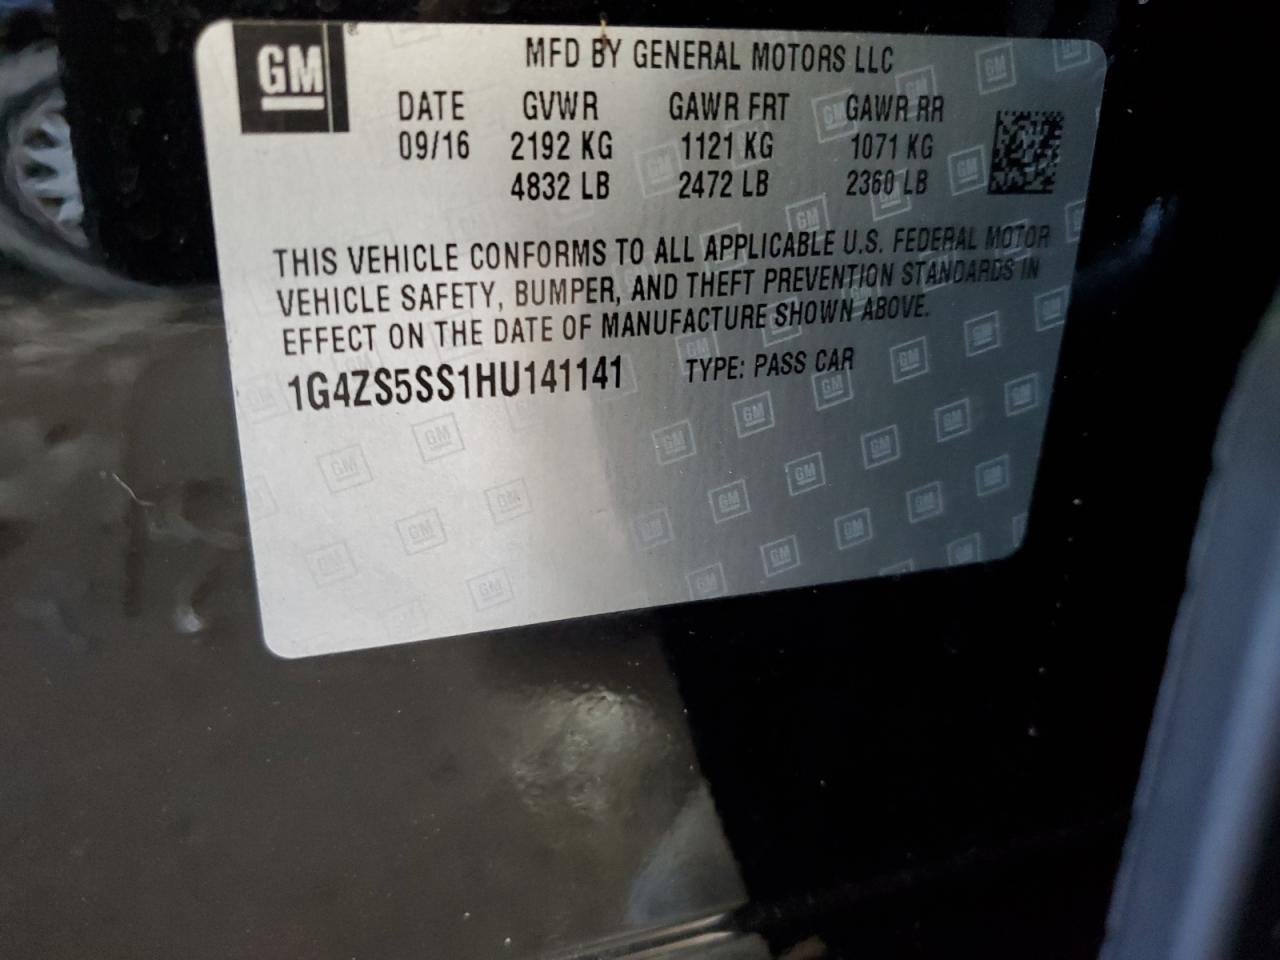 GM
MFD BY GENERAL MOTORS LLC
DATE GVWR GAWR FRT GAWR RR
09/16 2192 KG 1121 KG 1071 KG
4832 LB 2472 LB 2360 LB
THIS VEHICLE CONFORMS TO ALL APPLICABLE U.S. FEDERAL MOTOR
VEHICLE SAFETY, BUMPER, AND THEFT PREVENTION STANDARDS IN
EFFECT ON THE DATE OF MANUFACTURE SHOWN ABOVE.
1G4ZS5SS1HU141141 TYPE: PASS CAR